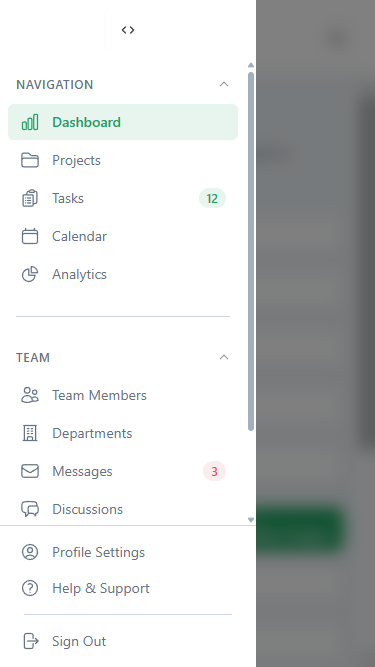 NAVIGATION
Dashboard
Projects
Tasks 12
Calendar
Analytics
TEAM
Team Members
Departments
Messages 3
Discussions
Profile Settings
Help & Support
Sign Out